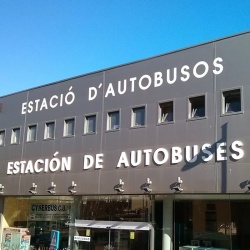 ESTACIÓ D'AUTOBUSOS
ESTACIÓN DE AUTOBUSES